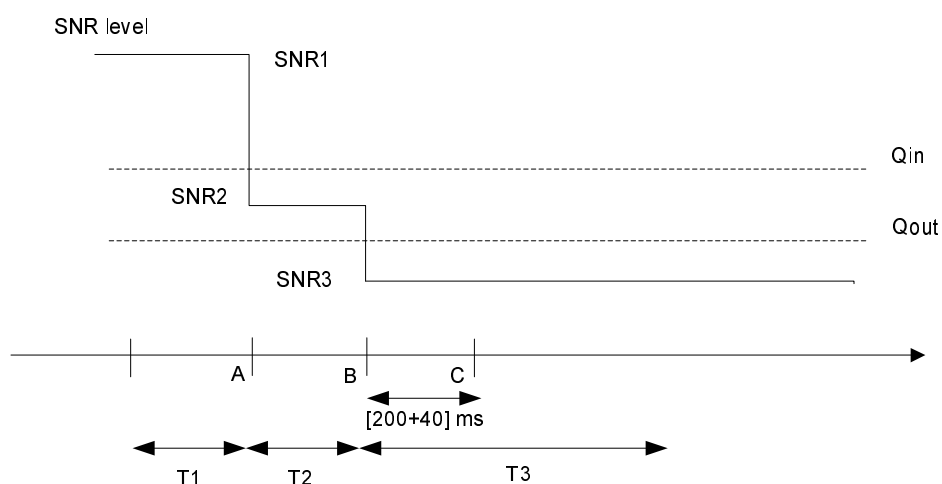 SNR level
SNR1
Qin
SNR2
Qout
SNR3
A
B
C
[200+40] ms
T1
T2
T3